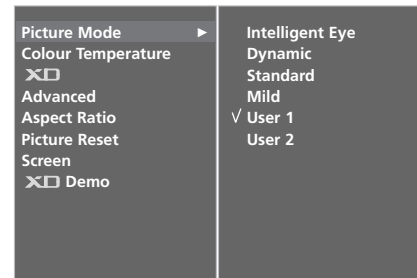 Picture Mode ►
Colour Temperature
XD
Advanced
Aspect Ratio
Picture Reset
Screen
XD Demo
Intelligent Eye
Dynamic
Standard
Mild
√ User 1
User 2